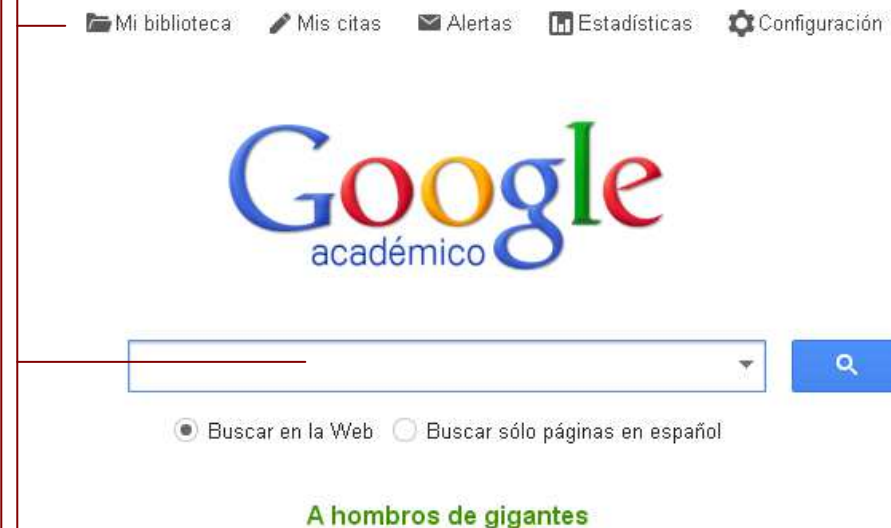 Mi biblioteca Mis citas Alertas Estadísticas Configuración
Google
académico
Buscar en la Web Buscar sólo páginas en español
A hombros de gigantes